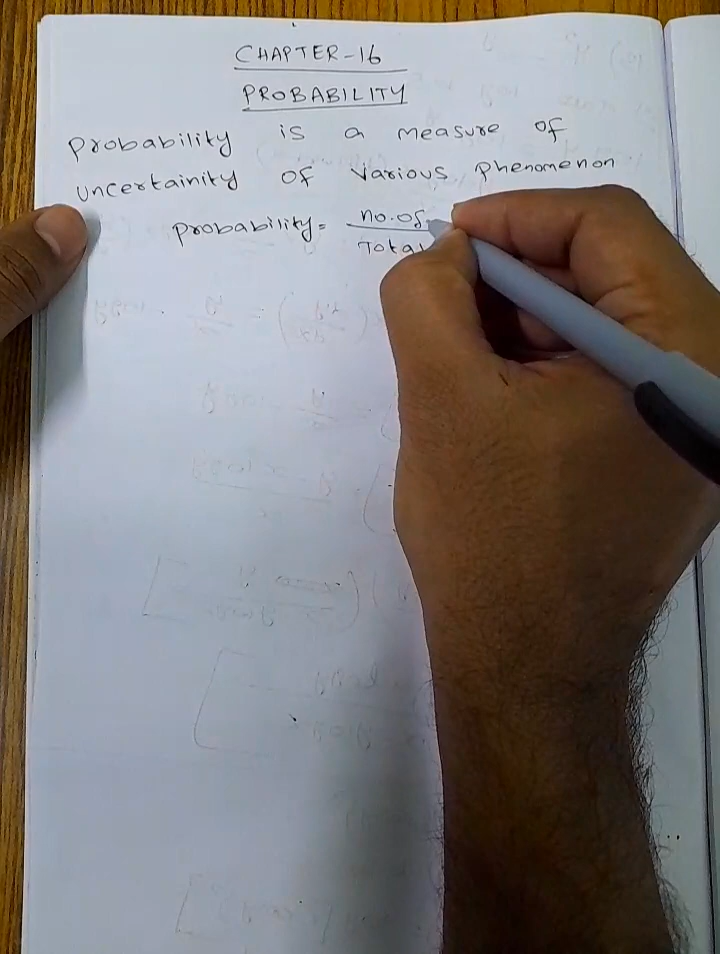 CHAPTER-16
PROBABILITY
Probability is a measure of
uncertainity of various phenomenon
Probability = no.of
Total